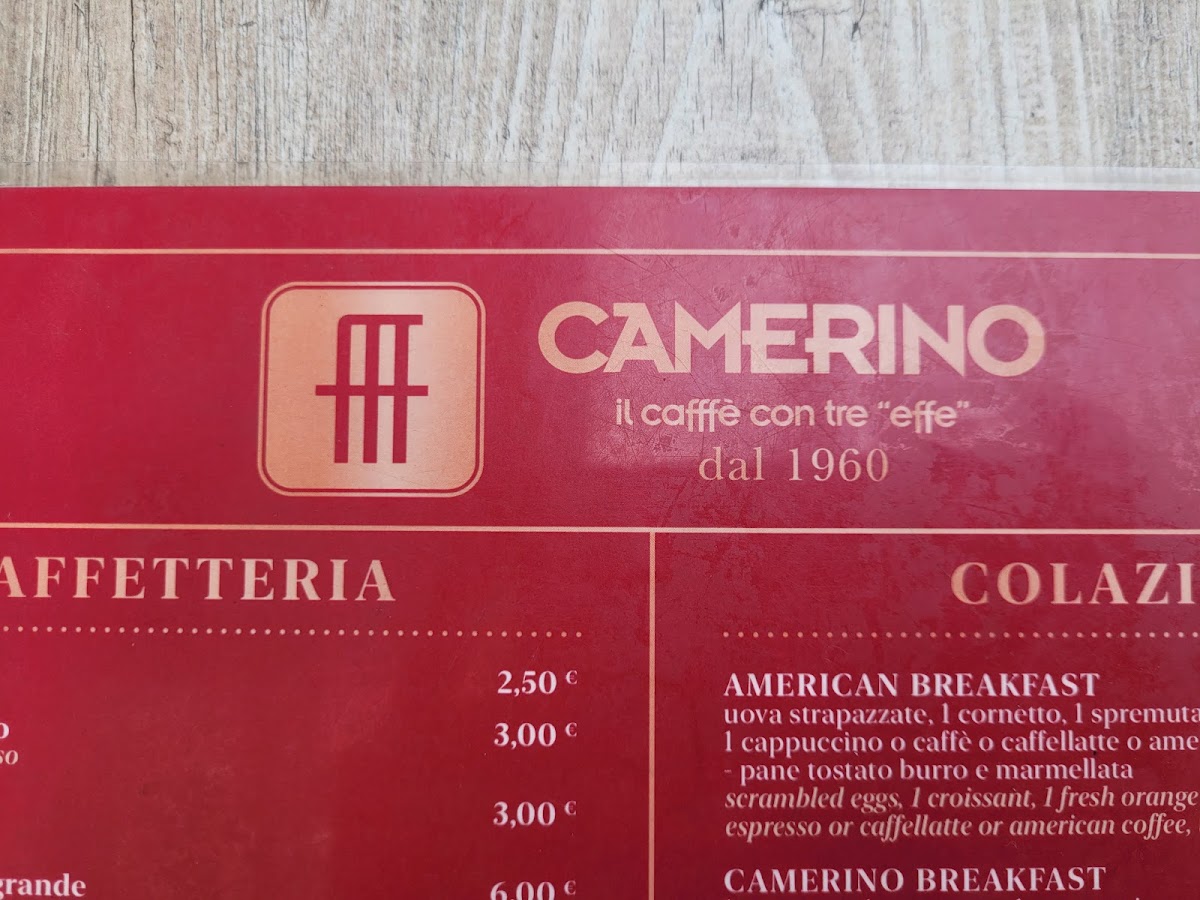 CAMERINO
il cafffè con tre “effe”
dal 1960
AFFETTERIA
2,50 €
3,00 €
so
3,00 €
grande
6,00 €
COLAZI
AMERICAN BREAKFAST
uova strapazzate, 1 cornetto, 1 spremuta
1 cappuccino o caffè o caffellatte o ame
- pane tostato burro e marmellata
scrambled eggs, 1 croissant, 1 fresh orange
espresso or caffellatte or american coffee,
CAMERINO BREAKFAST